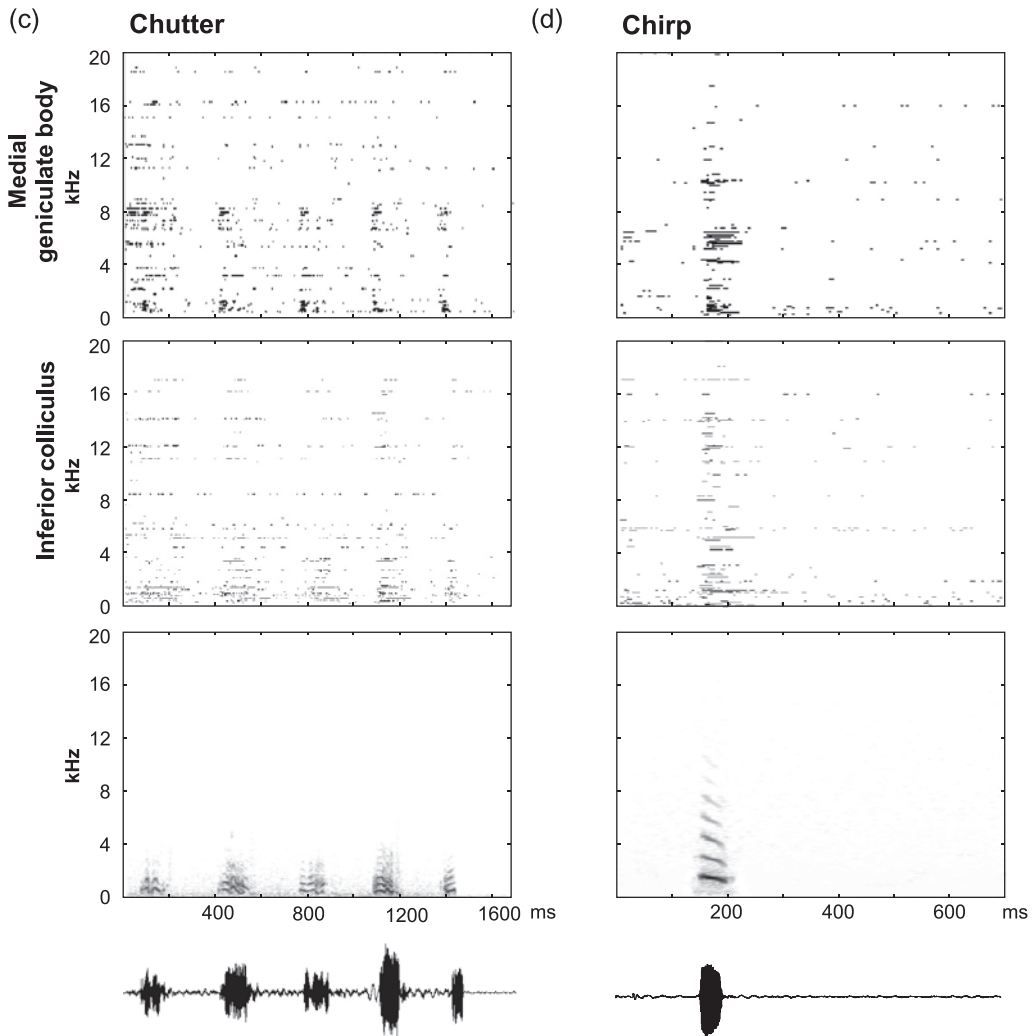 (c)
Chutter
(d)
Chirp
Medial
geniculate body
kHz
20
16
12
8
4
0
Inferior colliculus
kHz
20
16
12
8
4
0
kHz
20
16
12
8
4
0
400 800 1200 1600 ms
200 400 600 ms